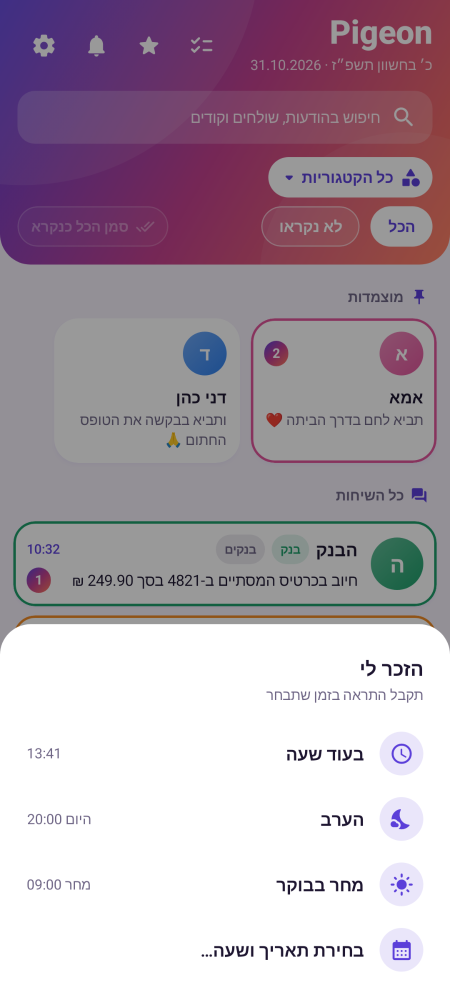 Pigeon
כ׳ בחשוון תשפ״ז · 31.10.2026
חיפוש בהודעות, שולחים וקודים
כל הקטגוריות
הכל
לא נקראו
סמן הכל כנקרא
מוצמדות
א
2
אמא
תביא לחם בדרך הביתה ❤️
ד
דני כהן
ותביא בבקשה את הטופס
החתום 🙏
כל השיחות
ה
הבנק
בנק
בנקים
10:32
חיוב בכרטיס המסתיים ב-4821 בסך 249.90 ₪
1
הזכר לי
תקבל התראה בזמן שתבחר
בעוד שעה
13:41
הערב
היום 20:00
מחר בבוקר
מחר 09:00
בחירת תאריך ושעה...